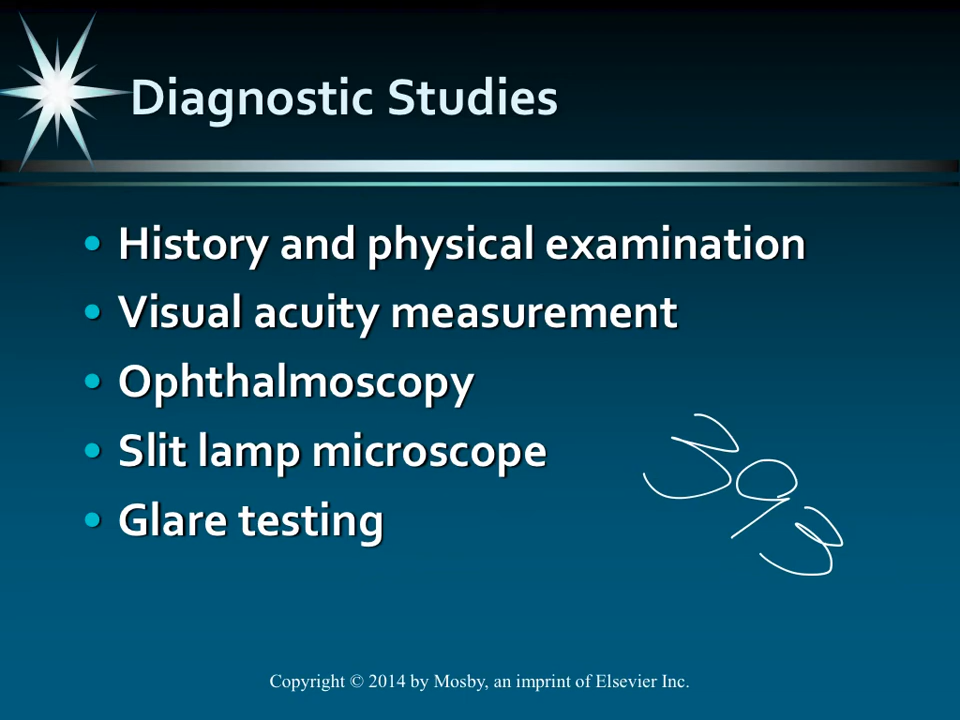 Diagnostic Studies
• History and physical examination
• Visual acuity measurement
• Ophthalmoscopy
• Slit lamp microscope
• Glare testing
393
Copyright © 2014 by Mosby, an imprint of Elsevier Inc.